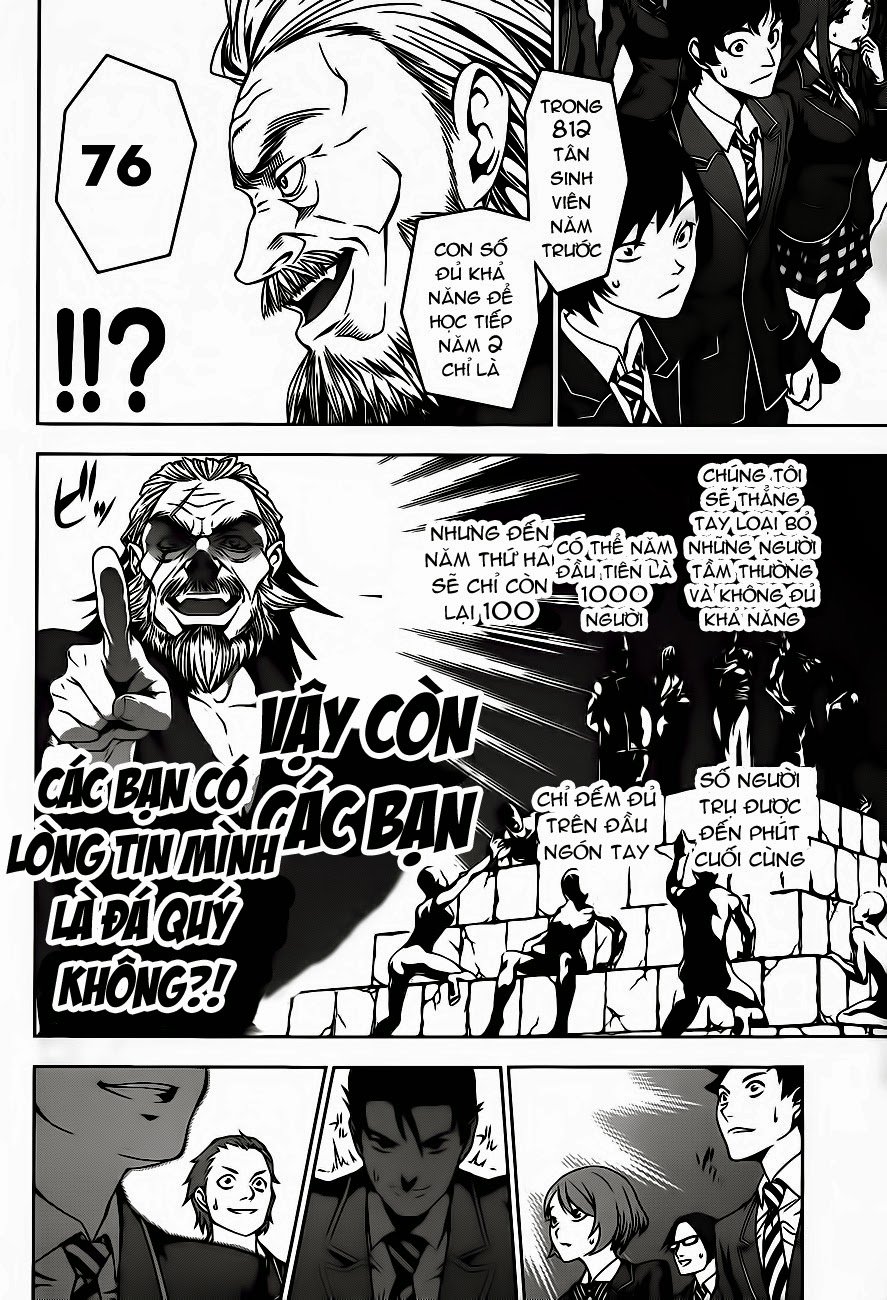 TRONG
812
TÂN
SINH
VIÊN
NĂM
TRƯỚC
CON SỐ
ĐỦ KHẢ
NĂNG ĐỂ
HỌC TIẾP
NĂM 2
CHỈ LÀ
76
!!?
CHÚNG TÔI
SẼ THẲNG
TAY LOẠI BỎ
NHỮNG NGƯỜI
TẦM THƯỜNG
VÀ KHÔNG ĐỦ
KHẢ NĂNG
CÓ THỂ NĂM
ĐẦU TIÊN LÀ
1000
NGƯỜI
NHƯNG ĐẾN
NĂM THỨ HAI
SẼ CHỈ CÒN
LẠI 100
SỐ NGƯỜI
TRỤ ĐƯỢC
ĐẾN PHÚT
CUỐI CÙNG
CHỈ ĐẾM ĐỦ
TRÊN ĐẦU
NGÓN TAY
ビッ
VẬY CÒN
CÁC BẠN
CÁC BẠN CÓ
LÒNG TIN MÌNH
LÀ ĐÁ QUÝ
KHÔNG?!